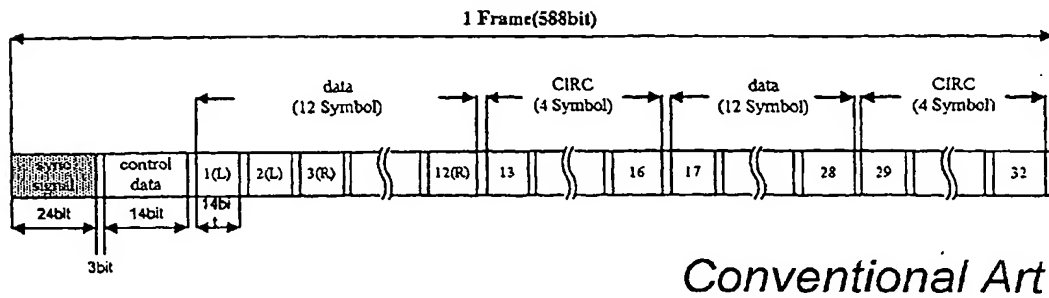 1 Frame(588bit)
data CIRC data CIRC
(12 Symbol) (4 Symbol) (12 Symbol) (4 Symbol)
sync signal
control data
1(L) 2(L) 3(R) 12(R) 13 16 17 28 29 32
24bit 14bit 14bit
3bit
Conventional Art